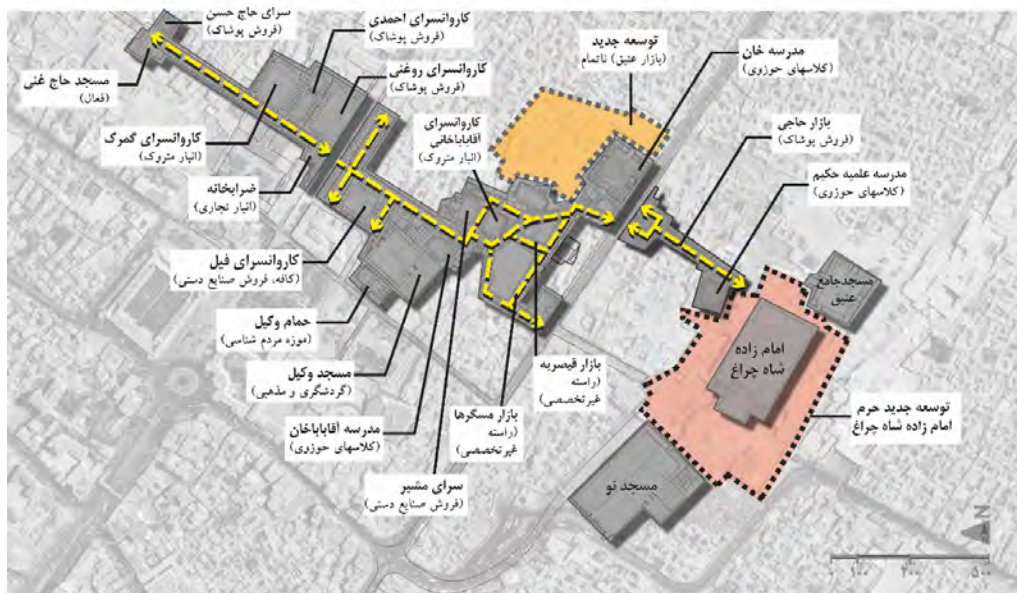 سرای حاج حسن
(فروش پوشاک)
کاروانسرای احمدی
(فروش پوشاک)
توسعه جدید
(بازار عتیق) ناتمام
مدرسه خان
(کلاسهای حوزوی)
مسجد حاج غنی
(فعال)
کاروانسرای روغنی
(فروش پوشاک)
کاروانسرای
آقاباباخانی
(انبار متروک)
بازار حاجی
(فروش پوشاک)
کاروانسرای گمرک
(انبار متروک)
مدرسه علمیه حکیم
(کلاسهای حوزوی)
ضرابخانه
(انبار تجاری)
کاروانسرای فیل
(کافه، فروش صنایع دستی)
مسجدجامع
عتیق
حمام وکیل
(موزه مردم شناسی)
امام زاده
شاه چراغ
مسجد وکیل
(گردشگری و مذهبی)
بازار قیصریه
(راسته
غیرتخصصی)
توسعه جدید حرم
امام زاده شاه چراغ
مدرسه آقاباباخان
(کلاسهای حوزوی)
بازار مسگرها
(راسته
غیرتخصصی)
سرای مشیر
(فروش صنایع دستی)
مسجد نو
N
۰ ۱۰۰ ۲۰۰ ۵۰۰